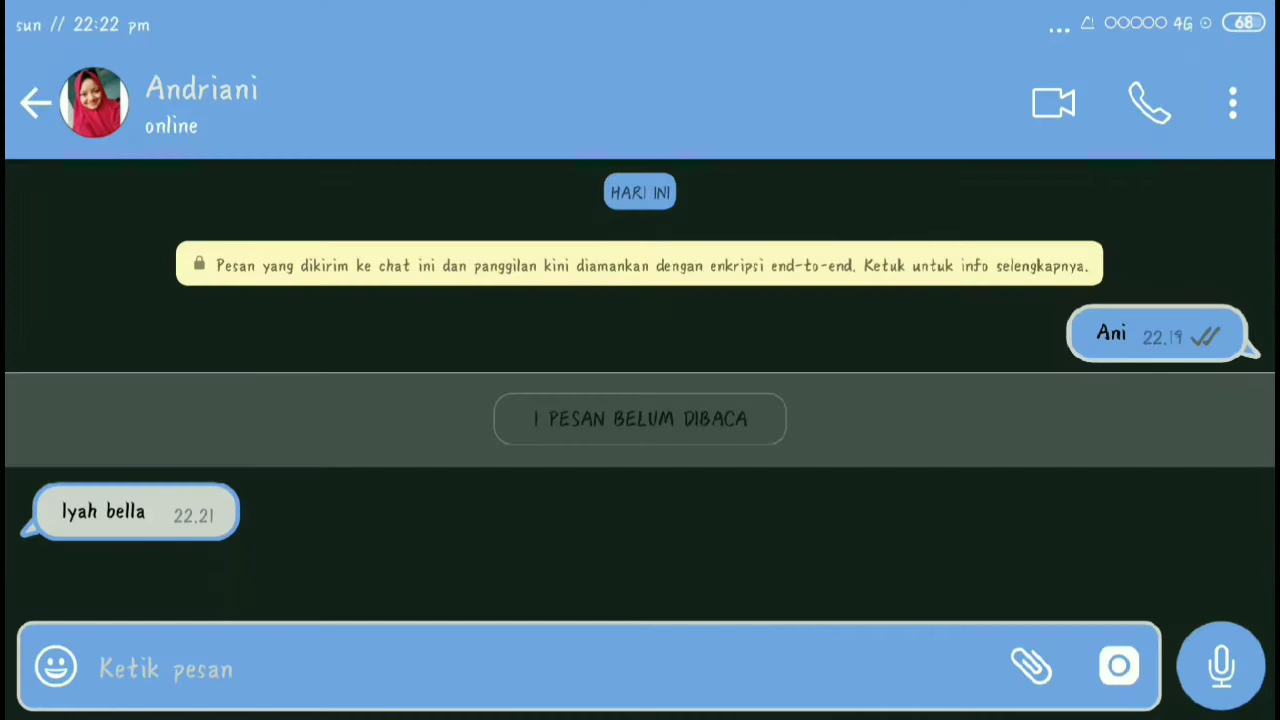 sun // 22:22 pm
... 4G 68
Andriani
online
HARI INI
Pesan yang dikirim ke chat ini dan panggilan kini diamankan dengan enkripsi end-to-end. Ketuk untuk info selengkapnya.
Ani 22.19
1 PESAN BELUM DIBACA
Iyah bella 22.21
Ketik pesan